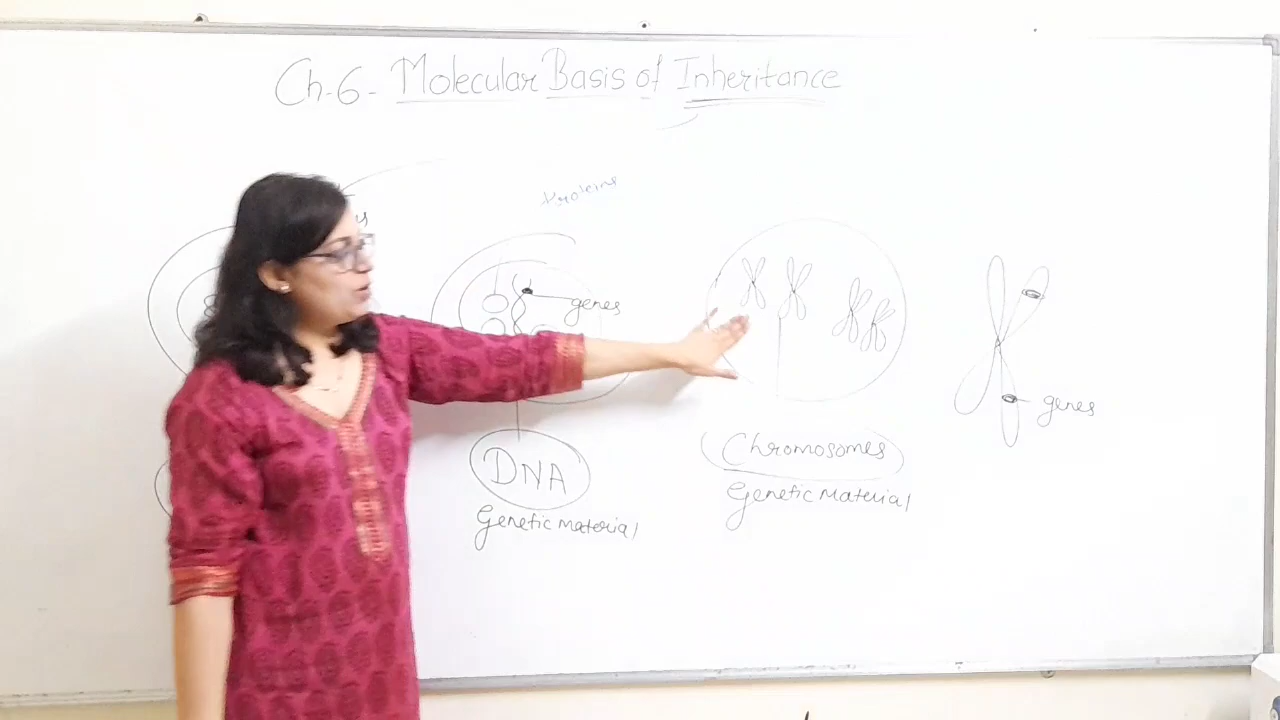 Ch-6- Molecular Basis of Inheritance
Proteins
genes
genes
DNA
Genetic material
Chromosomes
Genetic Material